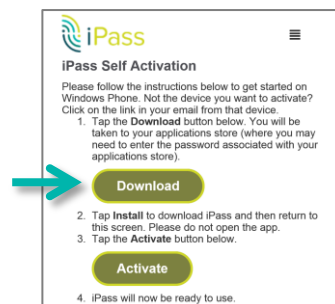 iPass
iPass Self Activation
Please follow the instructions below to get started on
Windows Phone. Not the device you want to activate?
Click on the link in your email from that device.
1. Tap the Download button below. You will be
taken to your applications store (where you may
need to enter the password associated with your
applications store).
Download
2. Tap Install to download iPass and then return to
this screen. Please do not open the app.
3. Tap the Activate button below.
Activate
4. iPass will now be ready to use.